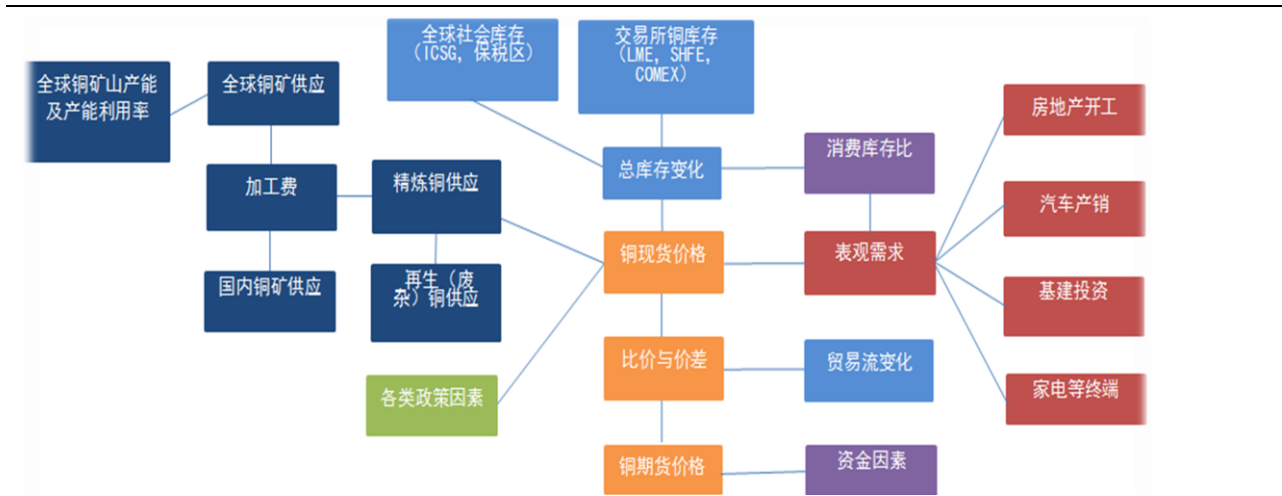 全球铜矿山产能
及产能利用率
全球铜矿供应
加工费
国内铜矿供应
精炼铜供应
再生（废
杂）铜供应
各类政策因素
全球社会库存
（ICSG, 保税区）
交易所铜库存
（LME, SHFE,
COMEX）
总库存变化
铜现货价格
比价与价差
铜期货价格
消费库存比
表观需求
贸易流变化
资金因素
房地产开工
汽车产销
基建投资
家电等终端